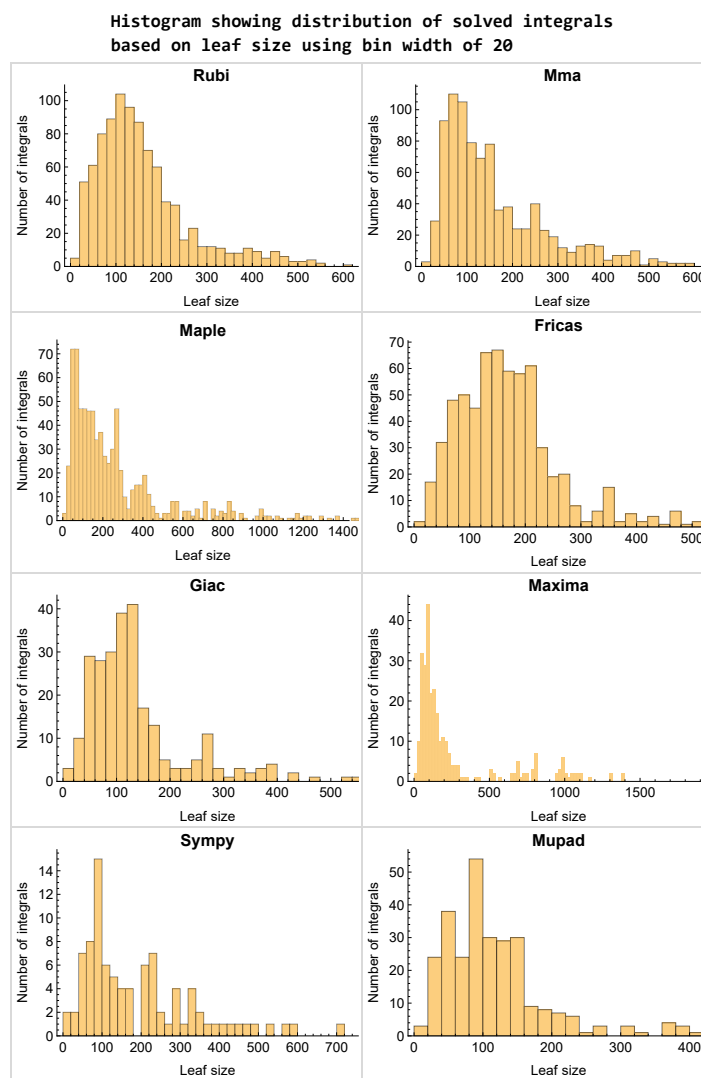 Histogram showing distribution of solved integrals
based on leaf size using bin width of 20
Rubi
Number of integrals
100
80
60
40
20
0
0 100 200 300 400 500 600
Leaf size
Mma
Number of integrals
100
80
60
40
20
0
0 100 200 300 400 500 600
Leaf size
Maple
Number of integrals
70
60
50
40
30
20
10
0
0 200 400 600 800 1000 1200 1400
Leaf size
Fricas
Number of integrals
70
60
50
40
30
20
10
0
0 100 200 300 400 500
Leaf size
Giac
Number of integrals
40
30
20
10
0
0 100 200 300 400 500
Leaf size
Maxima
Number of integrals
40
30
20
10
0
0 500 1000 1500
Leaf size
Sympy
Number of integrals
14
12
10
8
6
4
2
0
0 100 200 300 400 500 600 700
Leaf size
Mupad
Number of integrals
50
40
30
20
10
0
0 100 200 300 400
Leaf size